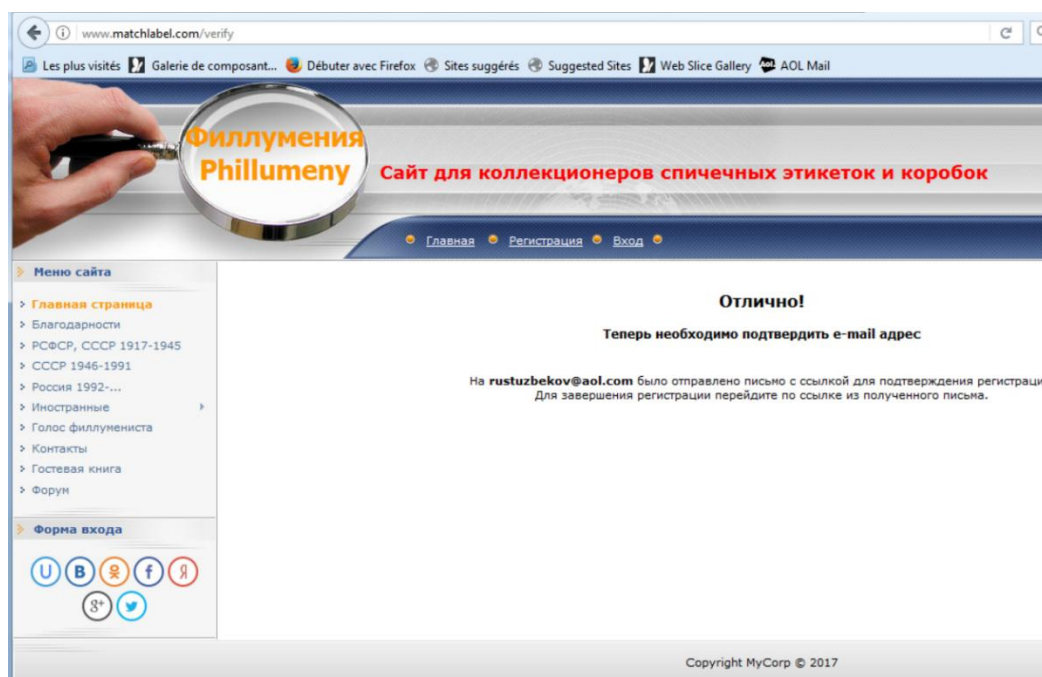 www.matchlabel.com/verify
Les plus visités Galerie de composant... Débuter avec Firefox Sites suggérés Suggested Sites Web Slice Gallery AOL Mail
Филлумения
Phillumeny
Сайт для коллекционеров спичечных этикеток и коробок
Главная Регистрация Вход
Меню сайта
Главная страница
Благодарности
РСФСР, СССР 1917-1945
СССР 1946-1991
Россия 1992-...
Иностранные
Голос филлумениста
Контакты
Гостевая книга
Форум
Форма входа
Отлично!
Теперь необходимо подтвердить e-mail адрес
На rustuzbekov@aol.com было отправлено письмо с ссылкой для подтверждения регистраци
Для завершения регистрации перейдите по ссылке из полученного письма.
Copyright MyCorp © 2017